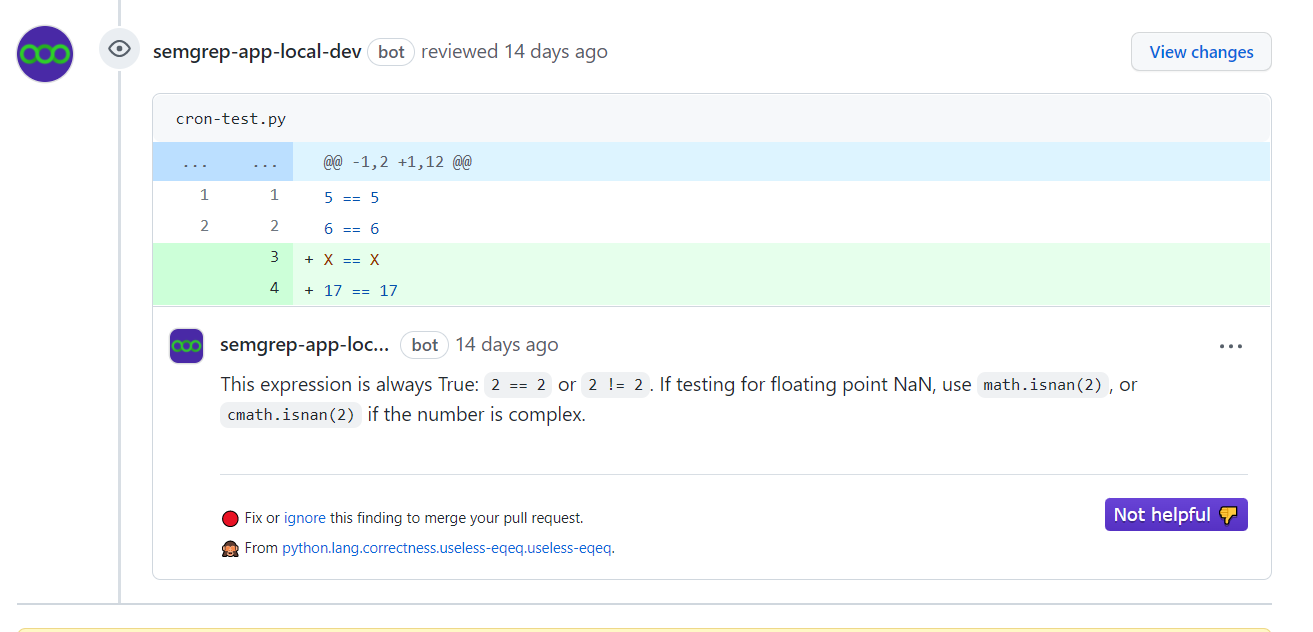 semgrep-app-local-dev bot reviewed 14 days ago View changes
cron-test.py
... ... @@ -1,2 +1,12 @@
1 1 5 == 5
2 2 6 == 6
3 + X == X
4 + 17 == 17
semgrep-app-loc... bot 14 days ago ...
This expression is always True: 2 == 2 or 2 != 2. If testing for floating point NaN, use math.isnan(2), or
cmath.isnan(2) if the number is complex.
Fix or ignore this finding to merge your pull request.
Not helpful 👎
From python.lang.correctness.useless-eqeq.useless-eqeq.